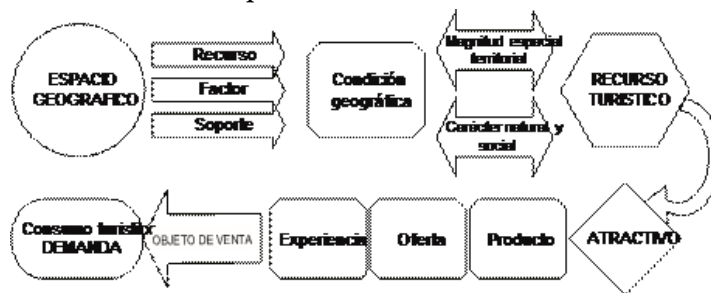 ESPACIO
GEOGRAFICO
Recurso
Factor
Soporte
Condición
geográfica
Magnitud espacial
territorial
Carácter natural y
social
RECURSO
TURISTICO
Consumo turístico
DEMANDA
OBJETO DE VENTA
Experiencia
Oferta
Producto
ATRACTIVO